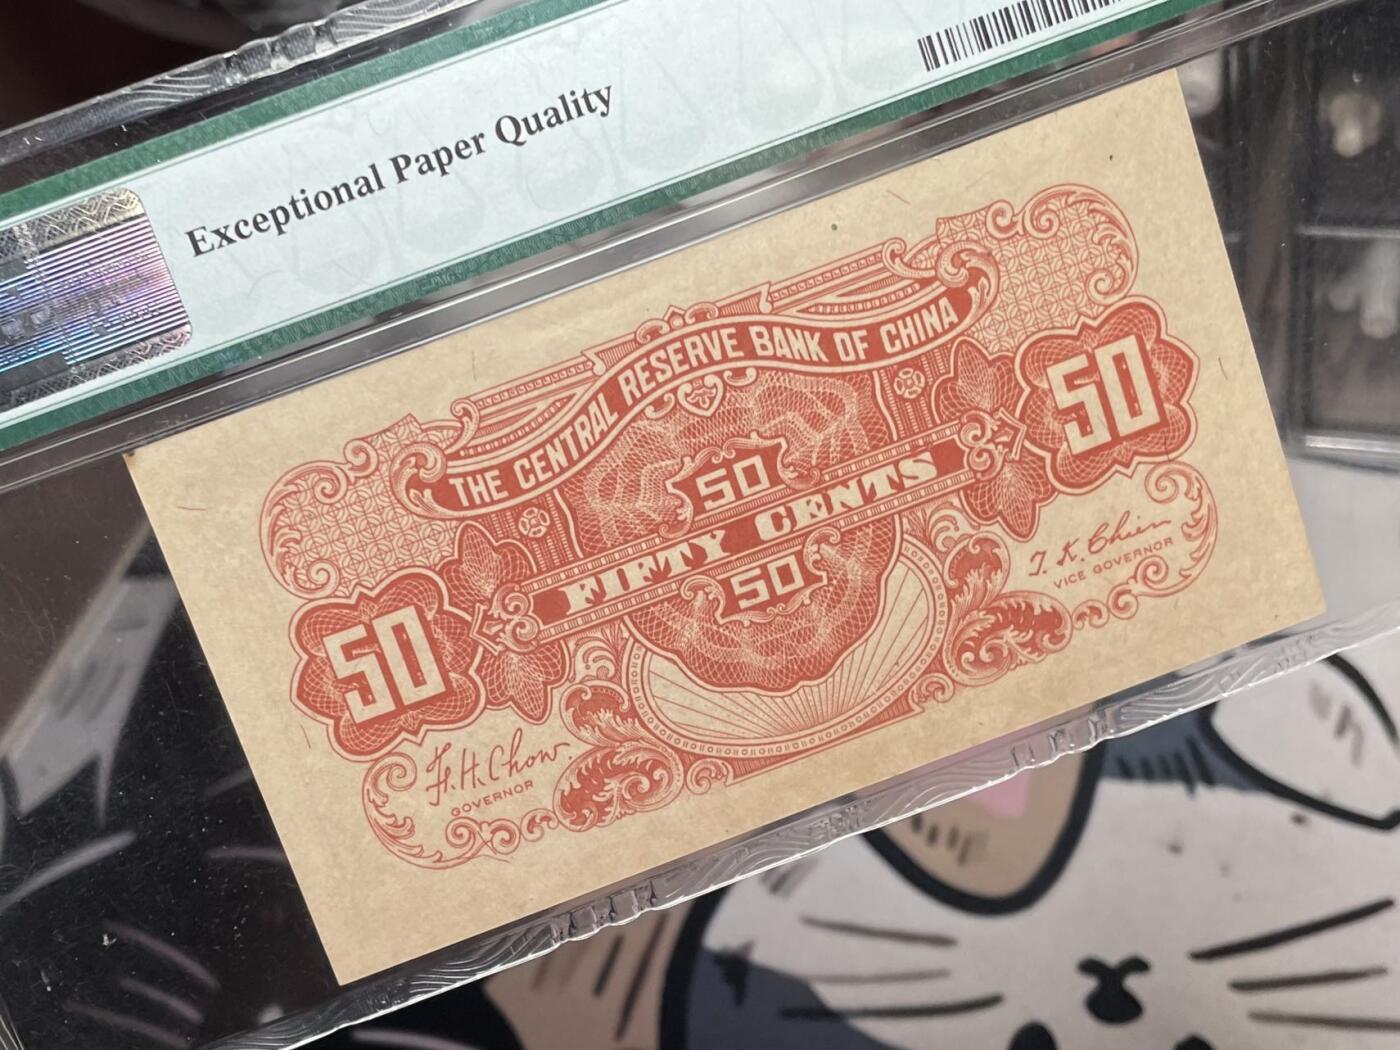 Exceptional Paper Quality
THE CENTRAL RESERVE BANK OF CHINA
50
50
FIFTY CENTS
50
50
T. K. Chien
VICE GOVERNOR
F. H. Chow.
GOVERNOR